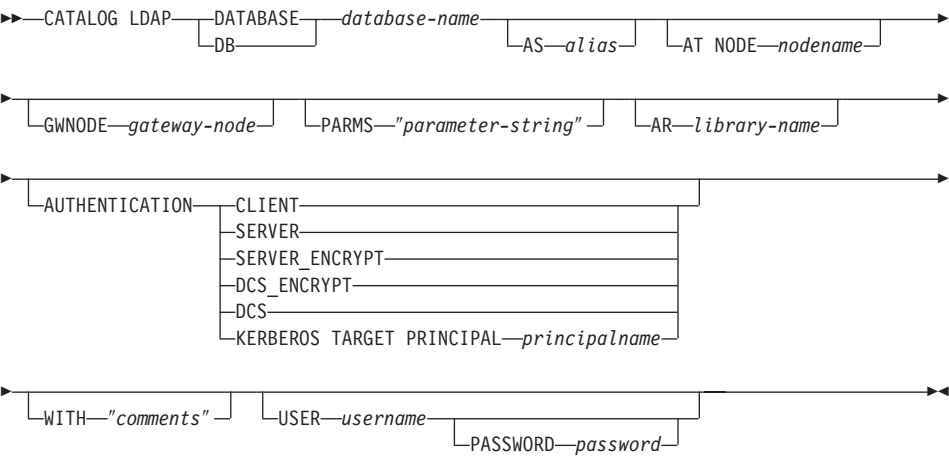 CATALOG LDAP DATABASE database-name
DB AS alias AT NODE nodename
GWNODE gateway-node PARMS "parameter-string" AR library-name
AUTHENTICATION CLIENT
SERVER
SERVER_ENCRYPT
DCS_ENCRYPT
DCS
KERBEROS TARGET PRINCIPAL principalname
WITH "comments" USER username
PASSWORD password